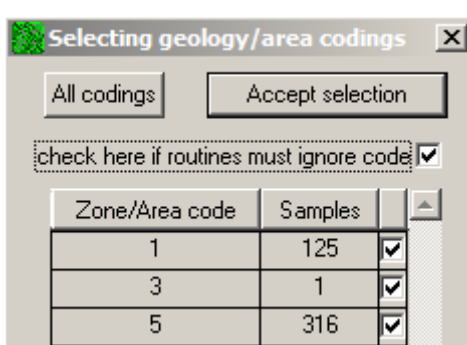 Selecting geology/area codings
All codings Accept selection
check here if routines must ignore code
Zone/Area code Samples
1 125
3 1
5 316